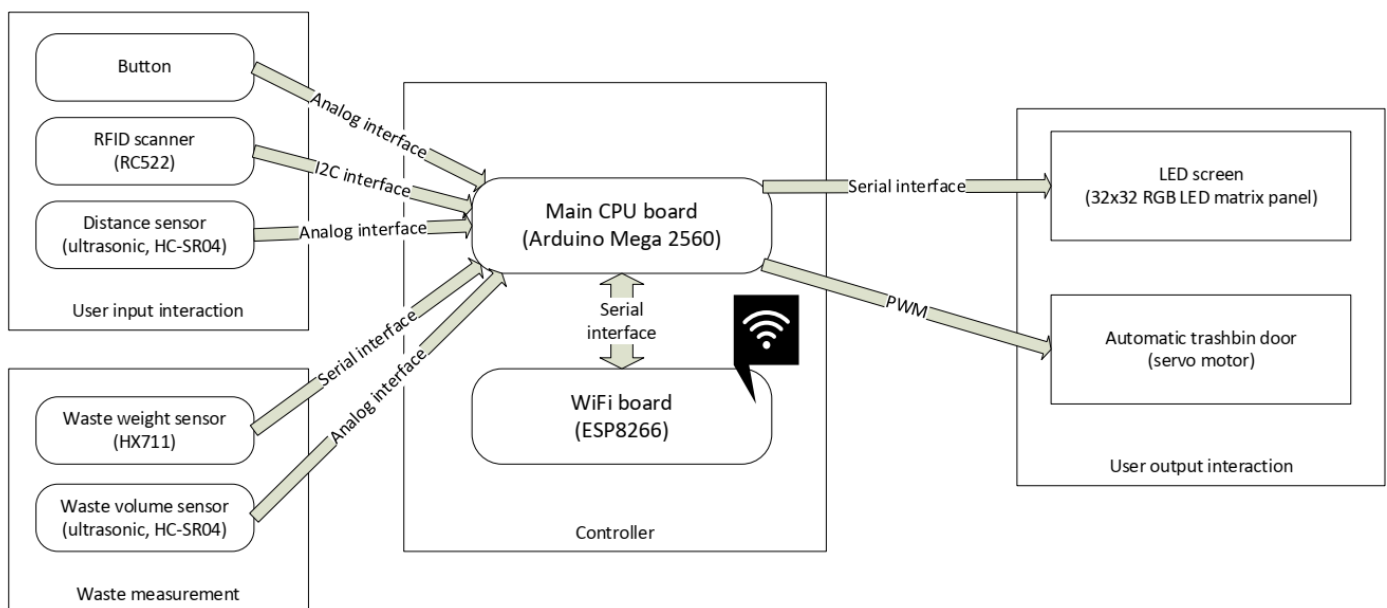 Button
RFID scanner
(RC522)
Distance sensor
(ultrasonic, HC-SR04)
User input interaction
Waste weight sensor
(HX711)
Waste volume sensor
(ultrasonic, HC-SR04)
Waste measurement
Analog interface
I2C interface
Analog interface
Serial interface
Analog interface
Main CPU board
(Arduino Mega 2560)
Serial
interface
WiFi board
(ESP8266)
Controller
Serial interface
PWM
LED screen
(32x32 RGB LED matrix panel)
Automatic trashbin door
(servo motor)
User output interaction